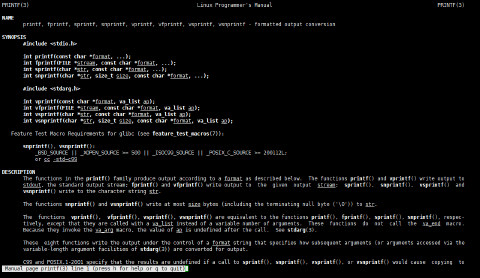 PRINTF(3) Linux Programmer's Manual PRINTF(3)
NAME
printf, fprintf, sprintf, snprintf, vprintf, vfprintf, vsprintf, vsnprintf - formatted output conversion
SYNOPSIS
#include <stdio.h>
int printf(const char *format, ...);
int fprintf(FILE *stream, const char *format, ...);
int sprintf(char *str, const char *format, ...);
int snprintf(char *str, size_t size, const char *format, ...);
#include <stdarg.h>
int vprintf(const char *format, va_list ap);
int vfprintf(FILE *stream, const char *format, va_list ap);
int vsprintf(char *str, const char *format, va_list ap);
int vsnprintf(char *str, size_t size, const char *format, va_list ap);
Feature Test Macro Requirements for glibc (see feature_test_macros(7)):
snprintf(), vsnprintf():
_BSD_SOURCE || _XOPEN_SOURCE >= 500 || _ISOC99_SOURCE || _POSIX_C_SOURCE >= 200112L;
or cc -std=c99
DESCRIPTION
The functions in the printf() family produce output according to a format as described below. The functions printf() and vprintf() write output to
stdout, the standard output stream; fprintf() and vfprintf() write output to the given output stream; sprintf(), snprintf(), vsprintf() and
vsnprintf() write to the character string str.
The functions snprintf() and vsnprintf() write at most size bytes (including the terminating null byte ('\0')) to str.
The functions vprintf(), vfprintf(), vsprintf(), vsnprintf() are equivalent to the functions printf(), fprintf(), sprintf(), snprintf(), respec-
tively, except that they are called with a va_list instead of a variable number of arguments. These functions do not call the va_end macro.
Because they invoke the va_arg macro, the value of ap is undefined after the call. See stdarg(3).
These eight functions write the output under the control of a format string that specifies how subsequent arguments (or arguments accessed via the
variable-length argument facilities of stdarg(3)) are converted for output.
C99 and POSIX.1-2001 specify that the results are undefined if a call to sprintf(), snprintf(), vsprintf(), or vsnprintf() would cause copying to
Manual page printf(3) line 1 (press h for help or q to quit)